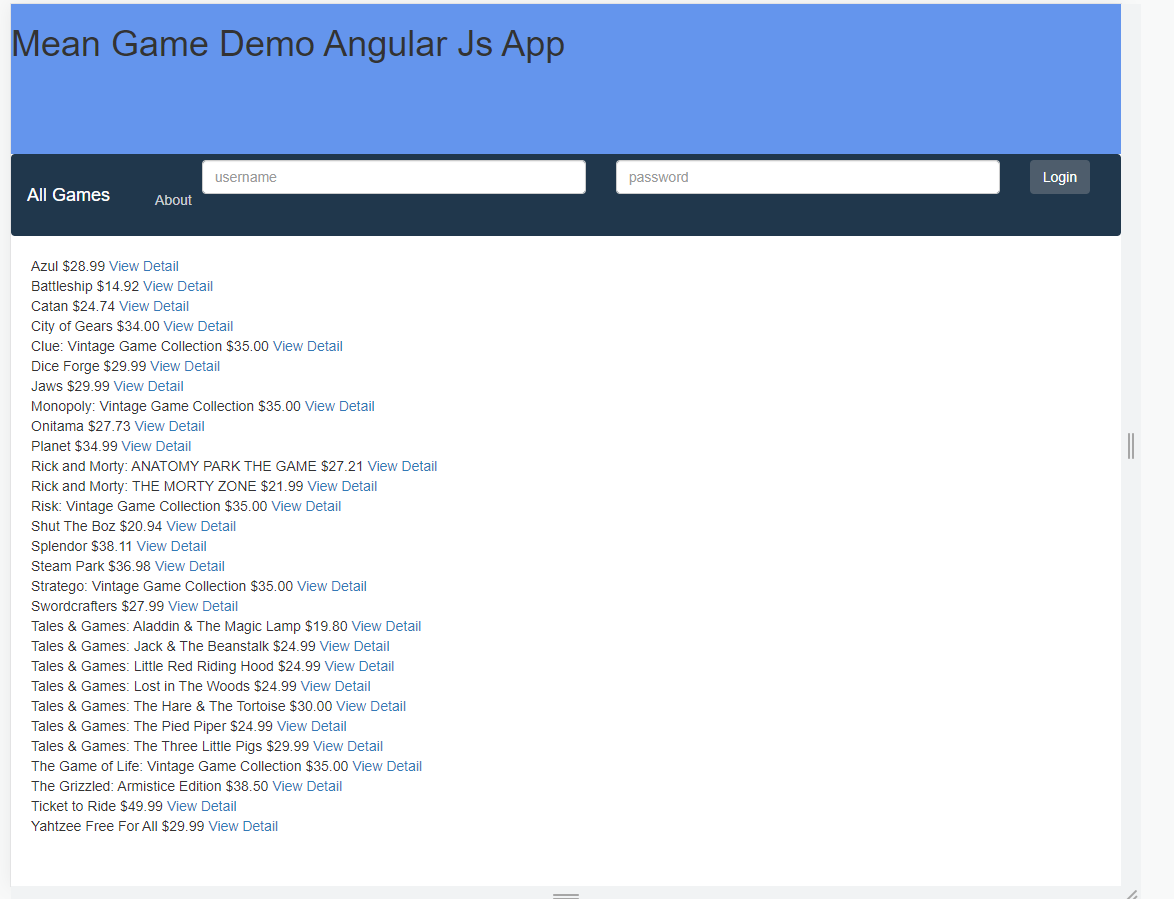 Mean Game Demo Angular Js App
All Games About username password Login
Azul $28.99 View Detail
Battleship $14.92 View Detail
Catan $24.74 View Detail
City of Gears $34.00 View Detail
Clue: Vintage Game Collection $35.00 View Detail
Dice Forge $29.99 View Detail
Jaws $29.99 View Detail
Monopoly: Vintage Game Collection $35.00 View Detail
Onitama $27.73 View Detail
Planet $34.99 View Detail
Rick and Morty: ANATOMY PARK THE GAME $27.21 View Detail
Rick and Morty: THE MORTY ZONE $21.99 View Detail
Risk: Vintage Game Collection $35.00 View Detail
Shut The Boz $20.94 View Detail
Splendor $38.11 View Detail
Steam Park $36.98 View Detail
Stratego: Vintage Game Collection $35.00 View Detail
Swordcrafters $27.99 View Detail
Tales & Games: Aladdin & The Magic Lamp $19.80 View Detail
Tales & Games: Jack & The Beanstalk $24.99 View Detail
Tales & Games: Little Red Riding Hood $24.99 View Detail
Tales & Games: Lost in The Woods $24.99 View Detail
Tales & Games: The Hare & The Tortoise $30.00 View Detail
Tales & Games: The Pied Piper $24.99 View Detail
Tales & Games: The Three Little Pigs $29.99 View Detail
The Game of Life: Vintage Game Collection $35.00 View Detail
The Grizzled: Armistice Edition $38.50 View Detail
Ticket to Ride $49.99 View Detail
Yahtzee Free For All $29.99 View Detail